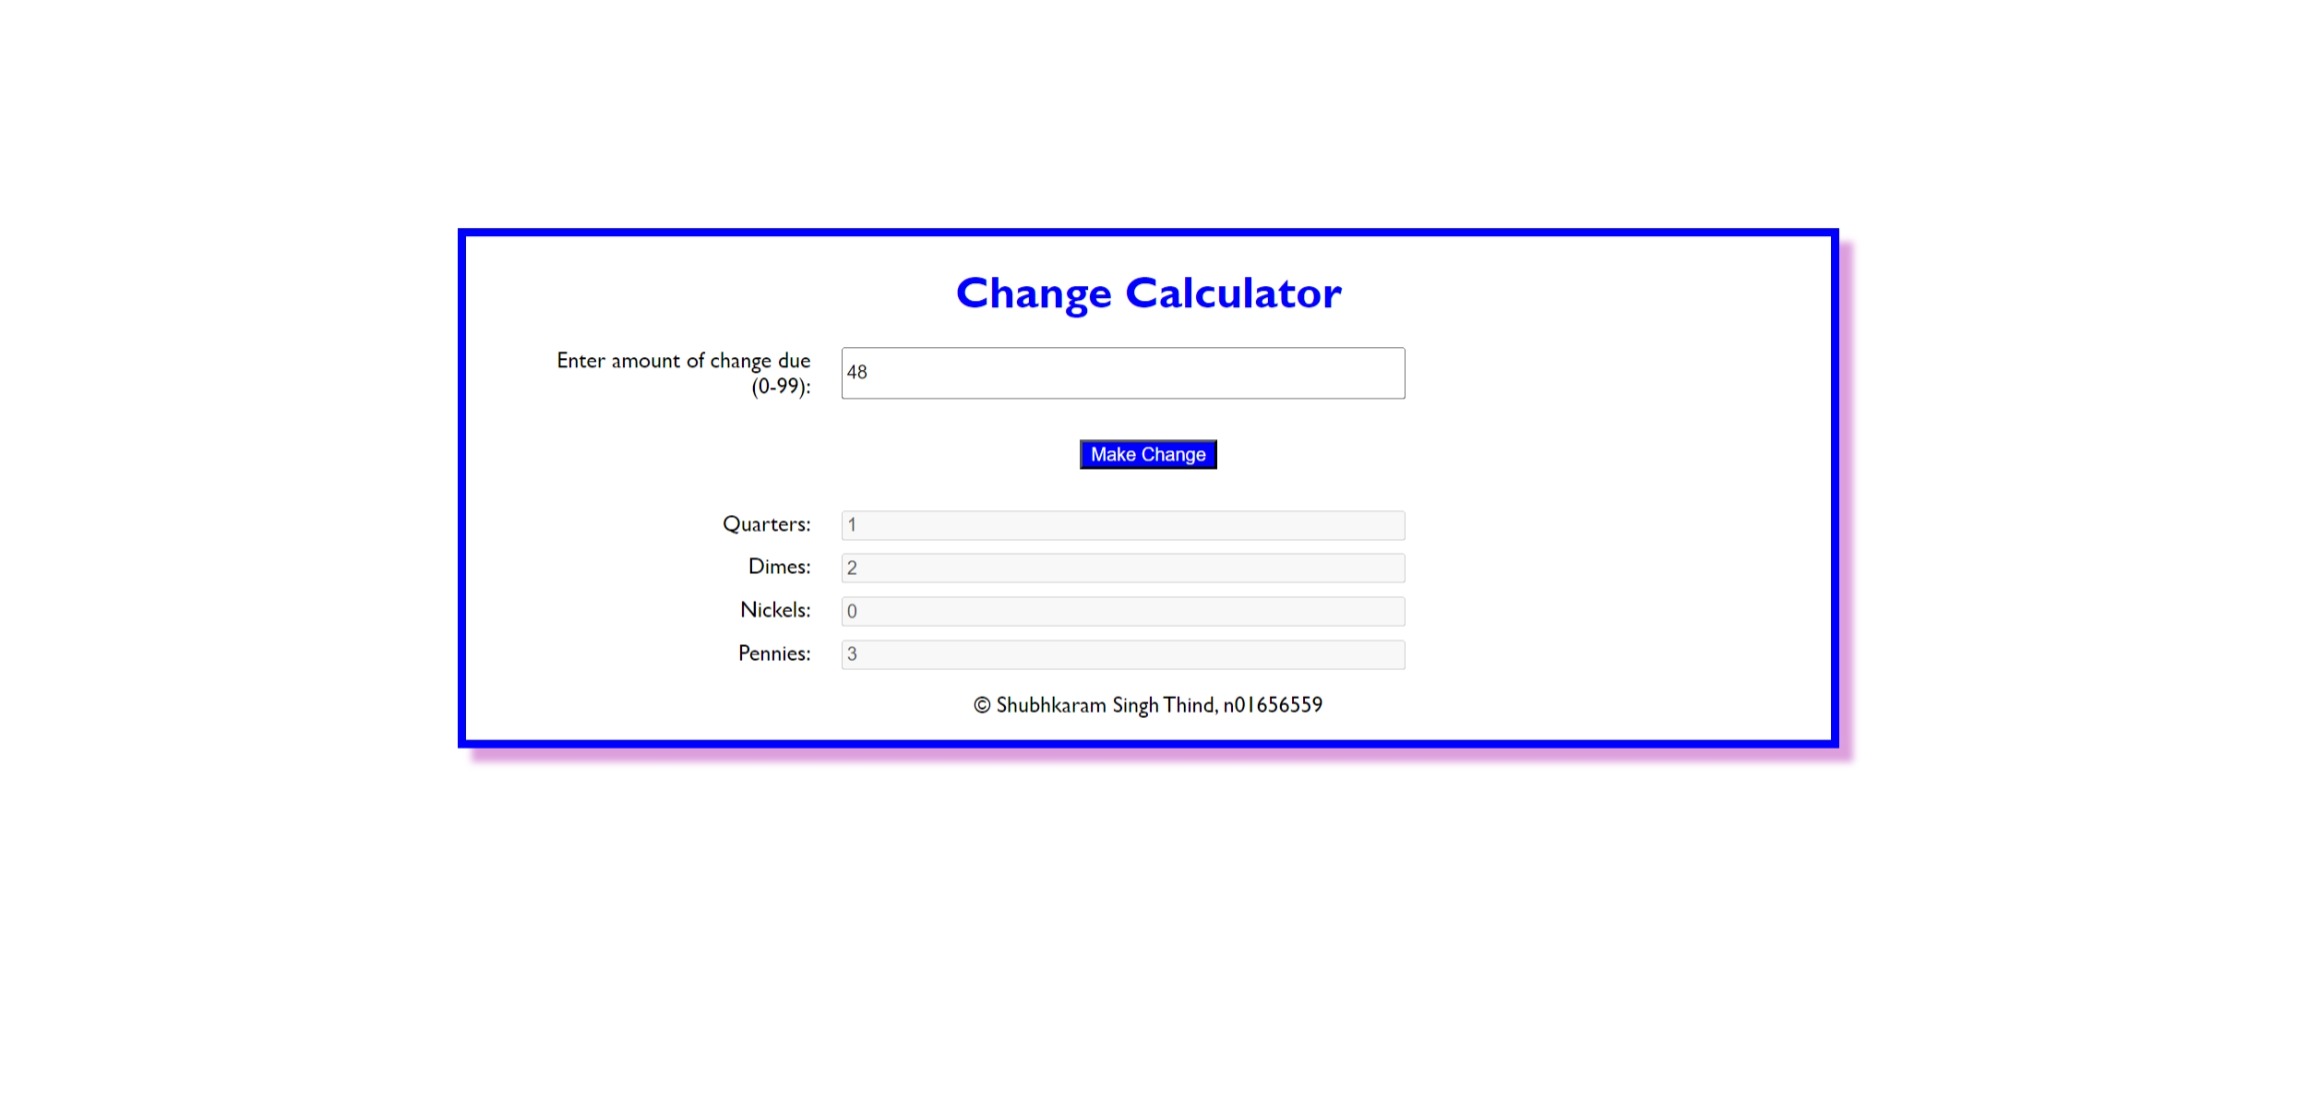 Change Calculator
Enter amount of change due
(0-99):
48
Make Change
Quarters:
1
Dimes:
2
Nickels:
0
Pennies:
3
© Shubhkaram Singh Thind, n01656559